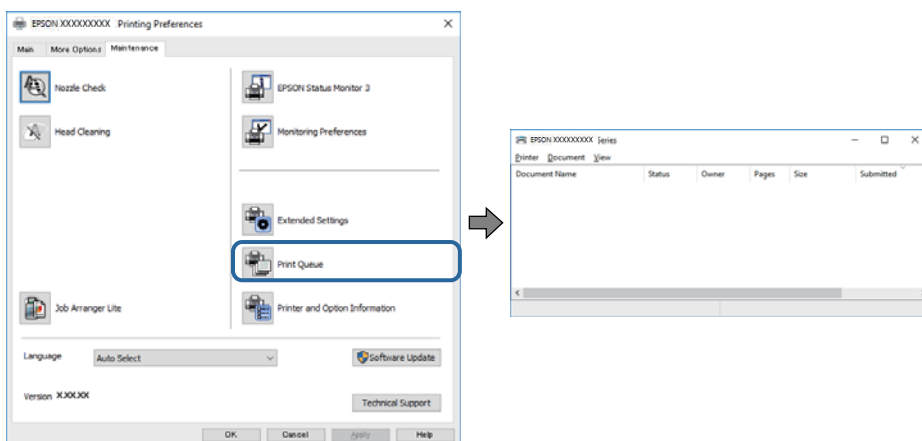 EPSON XXXXXXXXX Printing Preferences
Main More Options Maintenance
Nozzle Check
Head Cleaning
Job Arranger Lite
EPSON Status Monitor 3
Monitoring Preferences
Extended Settings
Print Queue
Printer and Option Information
Language Auto Select
Software Update
Version X.XX.XX
Technical Support
OK Cancel Apply Help
EPSON XXXXXXXXX Series
Printer Document View
Document Name Status Owner Pages Size Submitted